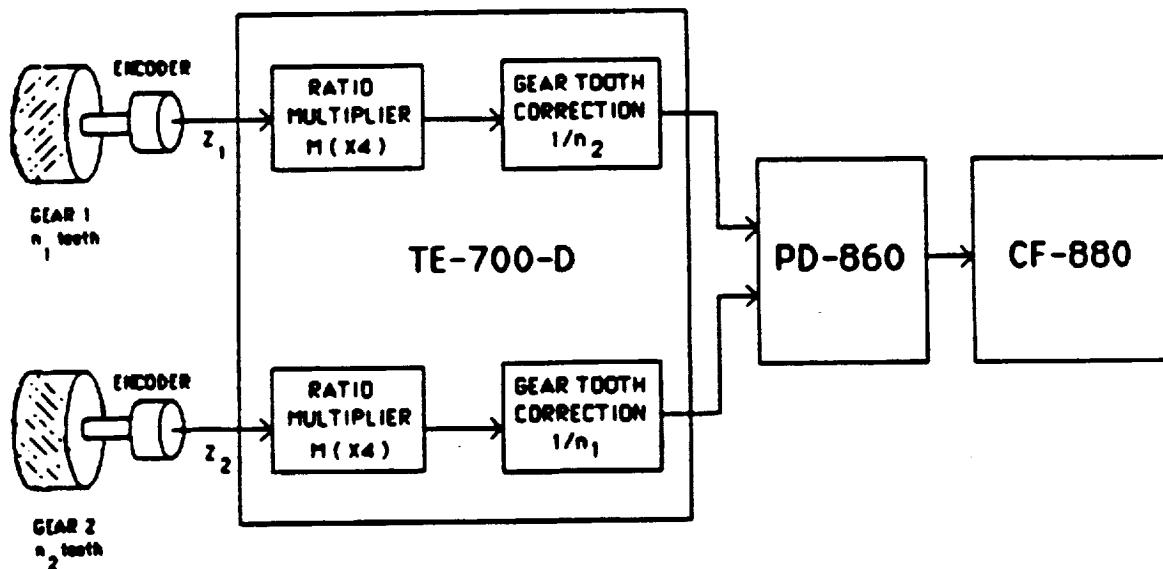 ENCODER
Z1
GEAR 1
n1 teeth
RATIO
MULTIPLIER
M (X4)
GEAR TOOTH
CORRECTION
1/n2
TE-700-D
PD-860
CF-880
ENCODER
Z2
GEAR 2
n2 teeth
RATIO
MULTIPLIER
M (X4)
GEAR TOOTH
CORRECTION
1/n1